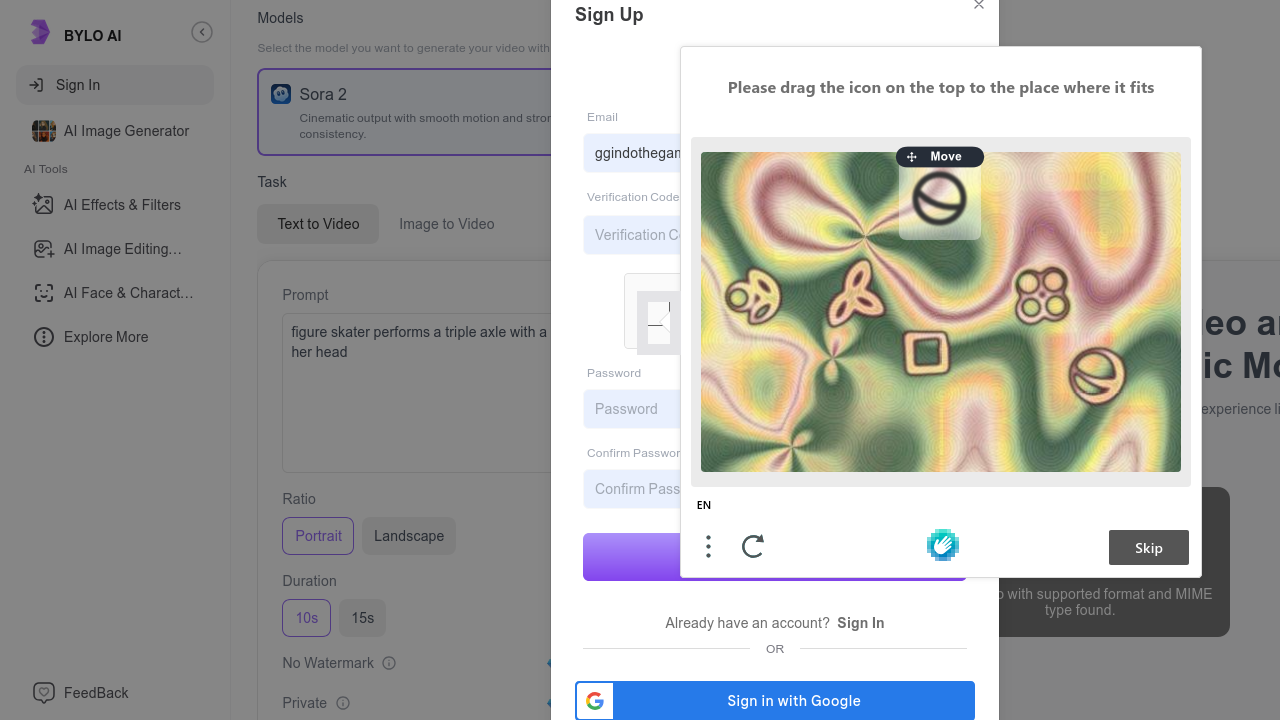 BYLO AI
Sign In
AI Image Generator
AI Tools
AI Effects & Filters
AI Image Editing...
AI Face & Charact...
Explore More
FeedBack
Models
Select the model you want to generate your video with
Sora 2
Cinematic output with smooth motion and stron
consistency.
Task
Text to Video
Image to Video
Prompt
figure skater performs a triple axle with a
her head
Ratio
Portrait
Landscape
Duration
10s
15s
No Watermark
Private
Sign Up
Email
ggindothegan
Verification Code
Verification Co
Password
Password
Confirm Passwor
Confirm Pass
Already have an account? Sign In
OR
Sign in with Google
Please drag the icon on the top to the place where it fits
Move
EN
Skip
eo a
ic Mo
experience li
o with supported format and MIME
type found.